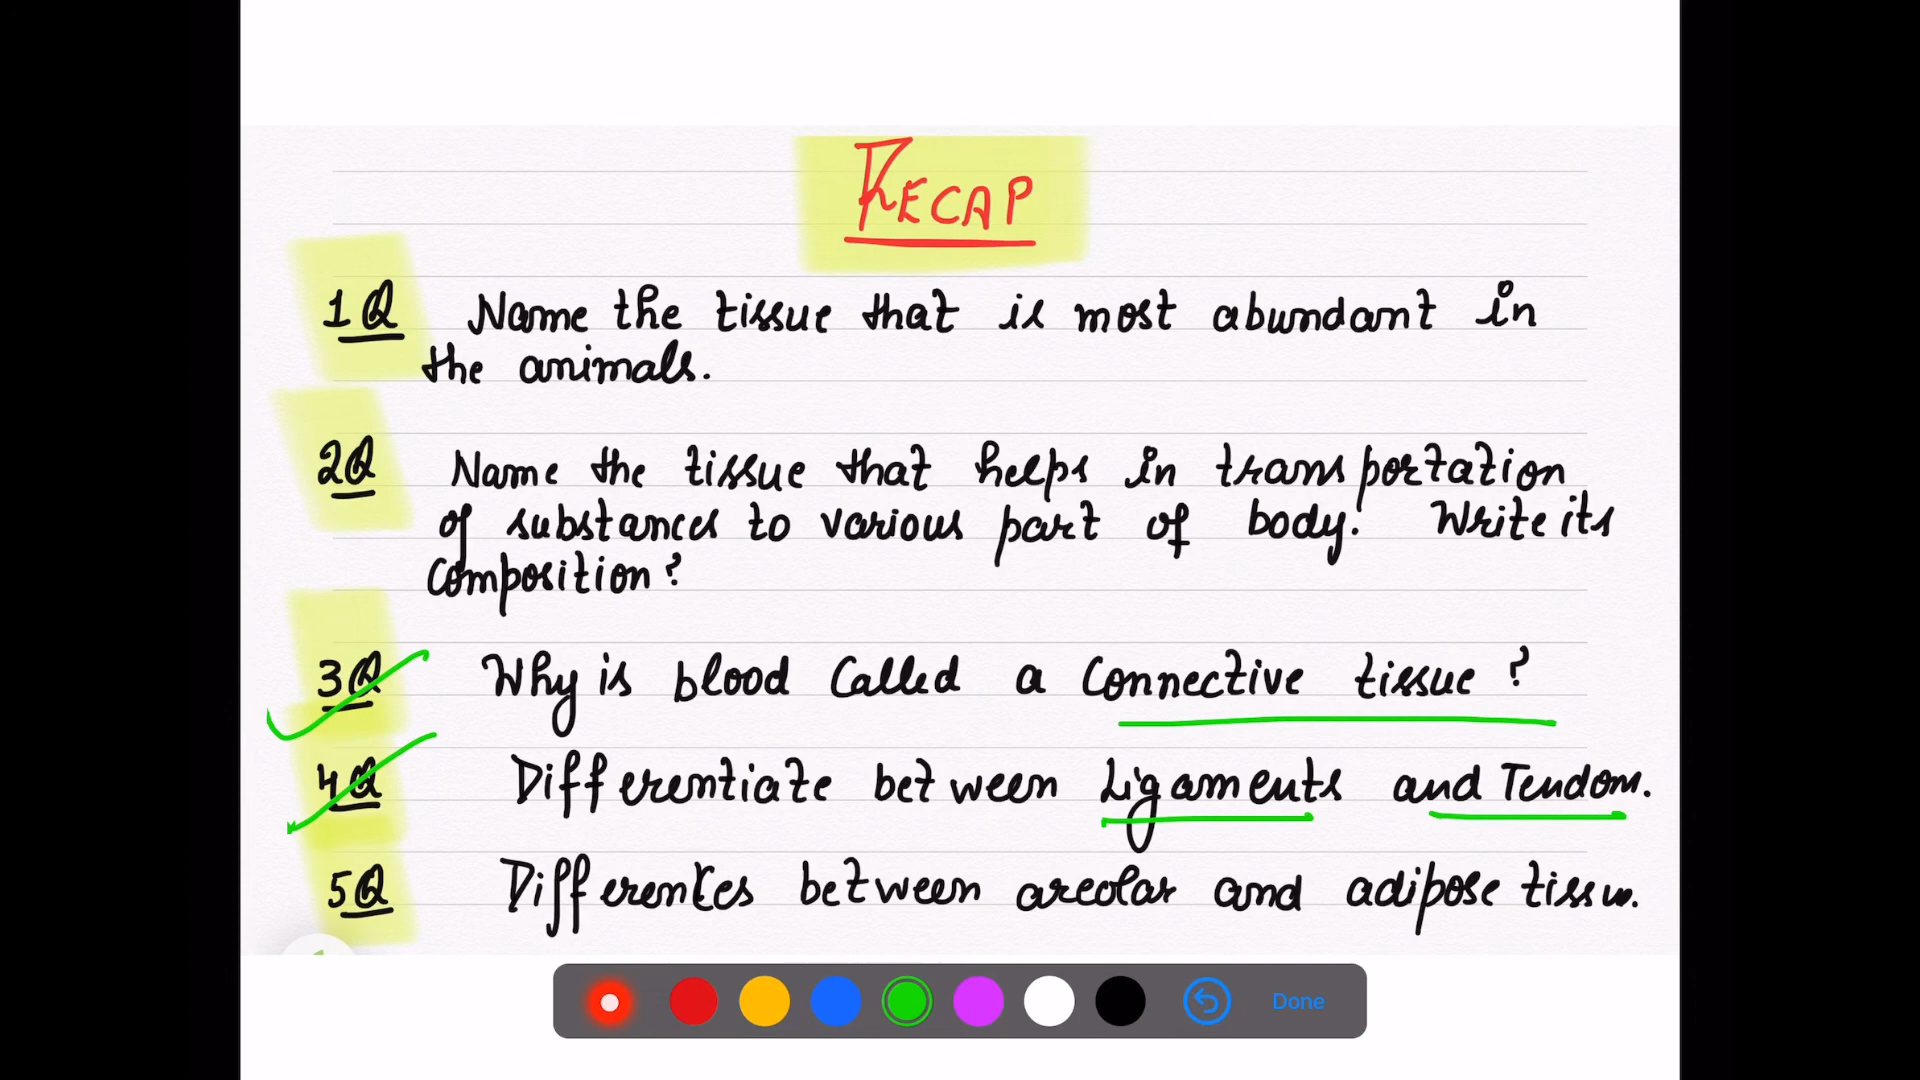 RECAP
1Q Name the tissue that is most abundant in
the animals.
2Q Name the tissue that helps in transportation
of substances to various part of body. Write its
Composition?
3Q Why is blood Called a Connective tissue?
4Q Differentiate between Ligaments and Tendom.
5Q Differences between areolar and adipose tissu.
Done